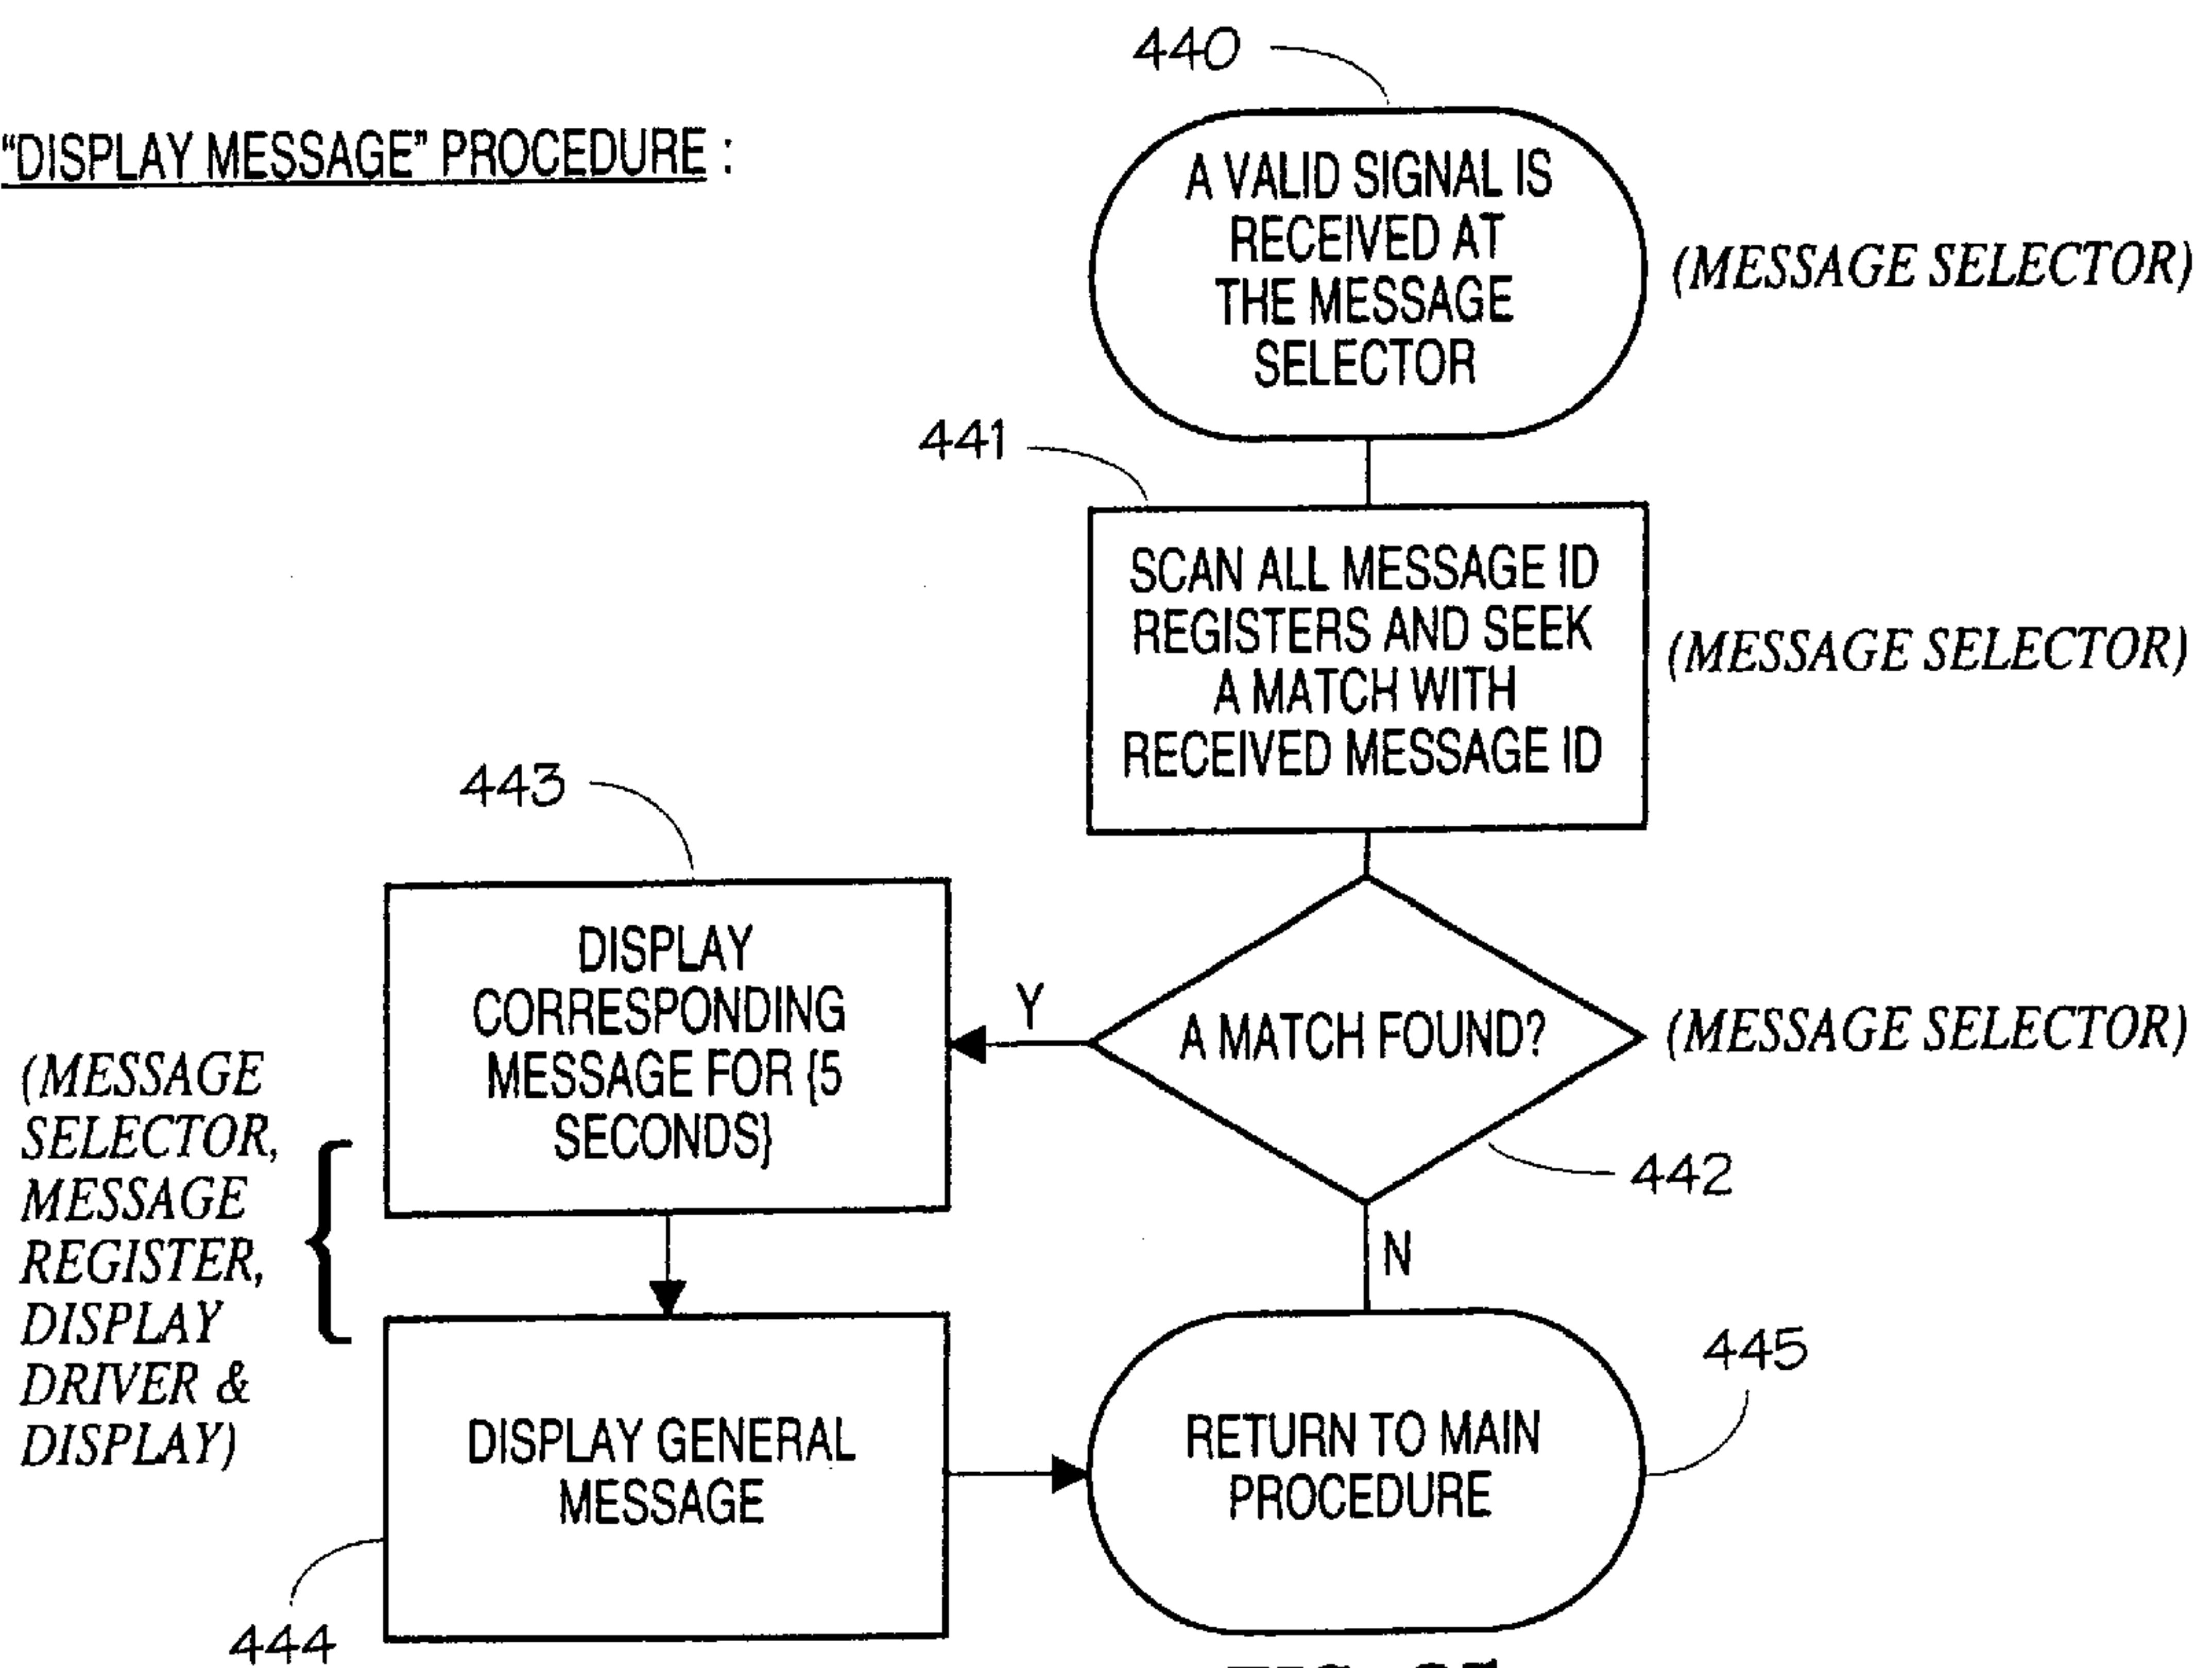 440
"DISPLAY MESSAGE" PROCEDURE :
A VALID SIGNAL IS
RECEIVED AT
THE MESSAGE
SELECTOR
(MESSAGE SELECTOR)
441
SCAN ALL MESSAGE ID
REGISTERS AND SEEK
A MATCH WITH
RECEIVED MESSAGE ID
(MESSAGE SELECTOR)
443
DISPLAY
CORRESPONDING
MESSAGE FOR {5
SECONDS}
Y
A MATCH FOUND?
(MESSAGE SELECTOR)
442
N
(MESSAGE
SELECTOR,
MESSAGE
REGISTER,
DISPLAY
DRIVER &
DISPLAY)
DISPLAY GENERAL
MESSAGE
444
RETURN TO MAIN
PROCEDURE
445